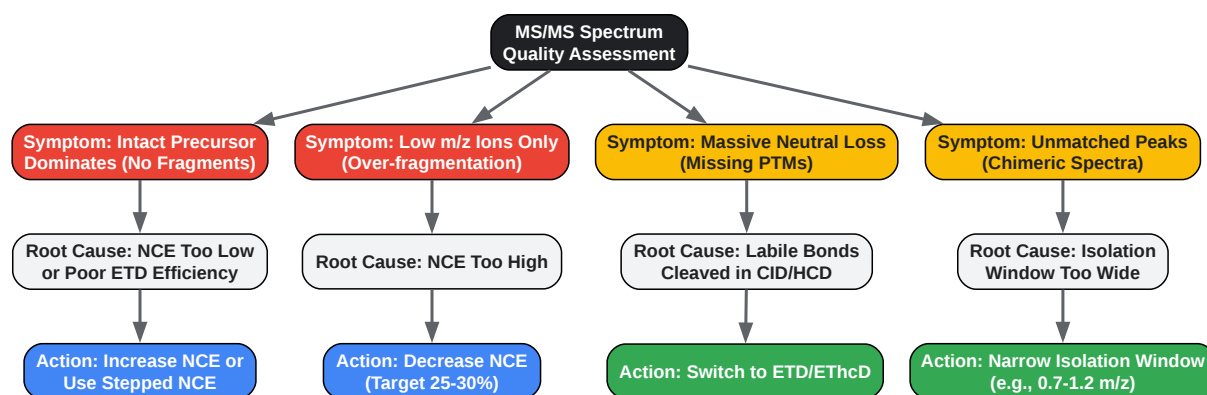 MS/MS Spectrum
Quality Assessment
Symptom: Intact Precursor
Dominates (No Fragments)
Symptom: Low m/z Ions Only
(Over-fragmentation)
Symptom: Massive Neutral Loss
(Missing PTMs)
Symptom: Unmatched Peaks
(Chimeric Spectra)
Root Cause: NCE Too Low
or Poor ETD Efficiency
Root Cause: NCE Too High
Root Cause: Labile Bonds
Cleaved in CID/HCD
Root Cause: Isolation
Window Too Wide
Action: Increase NCE or
Use Stepped NCE
Action: Decrease NCE
(Target 25-30%)
Action: Switch to ETD/EThcD
Action: Narrow Isolation Window
(e.g., 0.7-1.2 m/z)